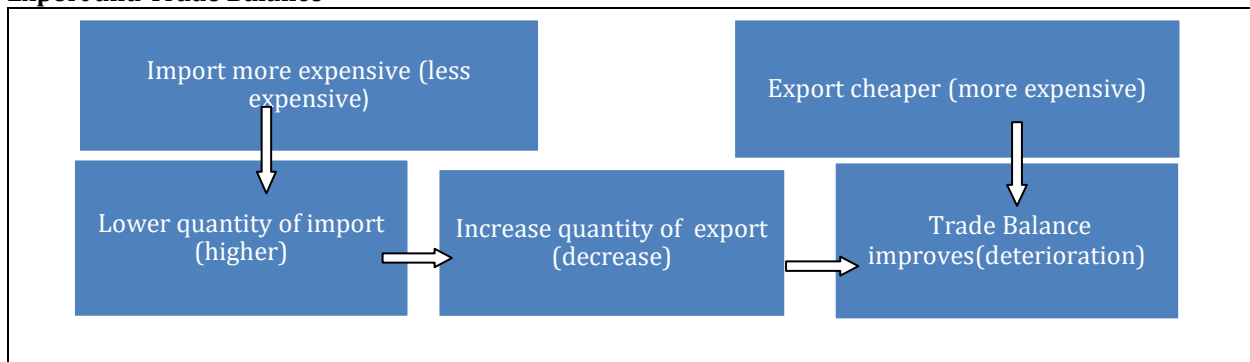 Export and Trade Balance
Import more expensive (less
expensive)
Export cheaper (more expensive)
Lower quantity of import
(higher)
Increase quantity of export
(decrease)
Trade Balance
improves(deterioration)